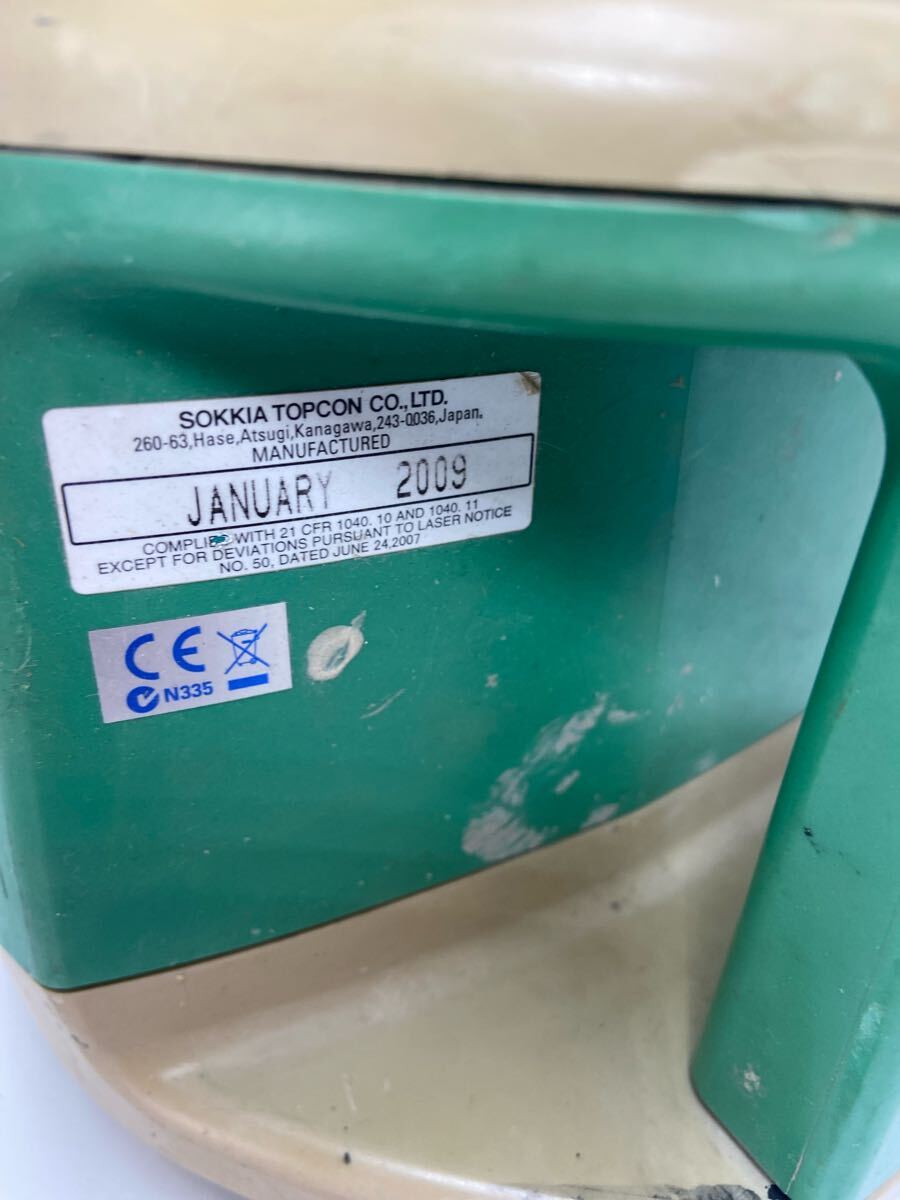 SOKKIA TOPCON CO.,LTD.
260-63,Hase,Atsugi,Kanagawa,243-0036,Japan.
MANUFACTURED
JANUARY 2009
COMPLIES WITH 21 CFR 1040. 10 AND 1040. 11
EXCEPT FOR DEVIATIONS PURSUANT TO LASER NOTICE
NO. 50, DATED JUNE 24,2007
CE
N335